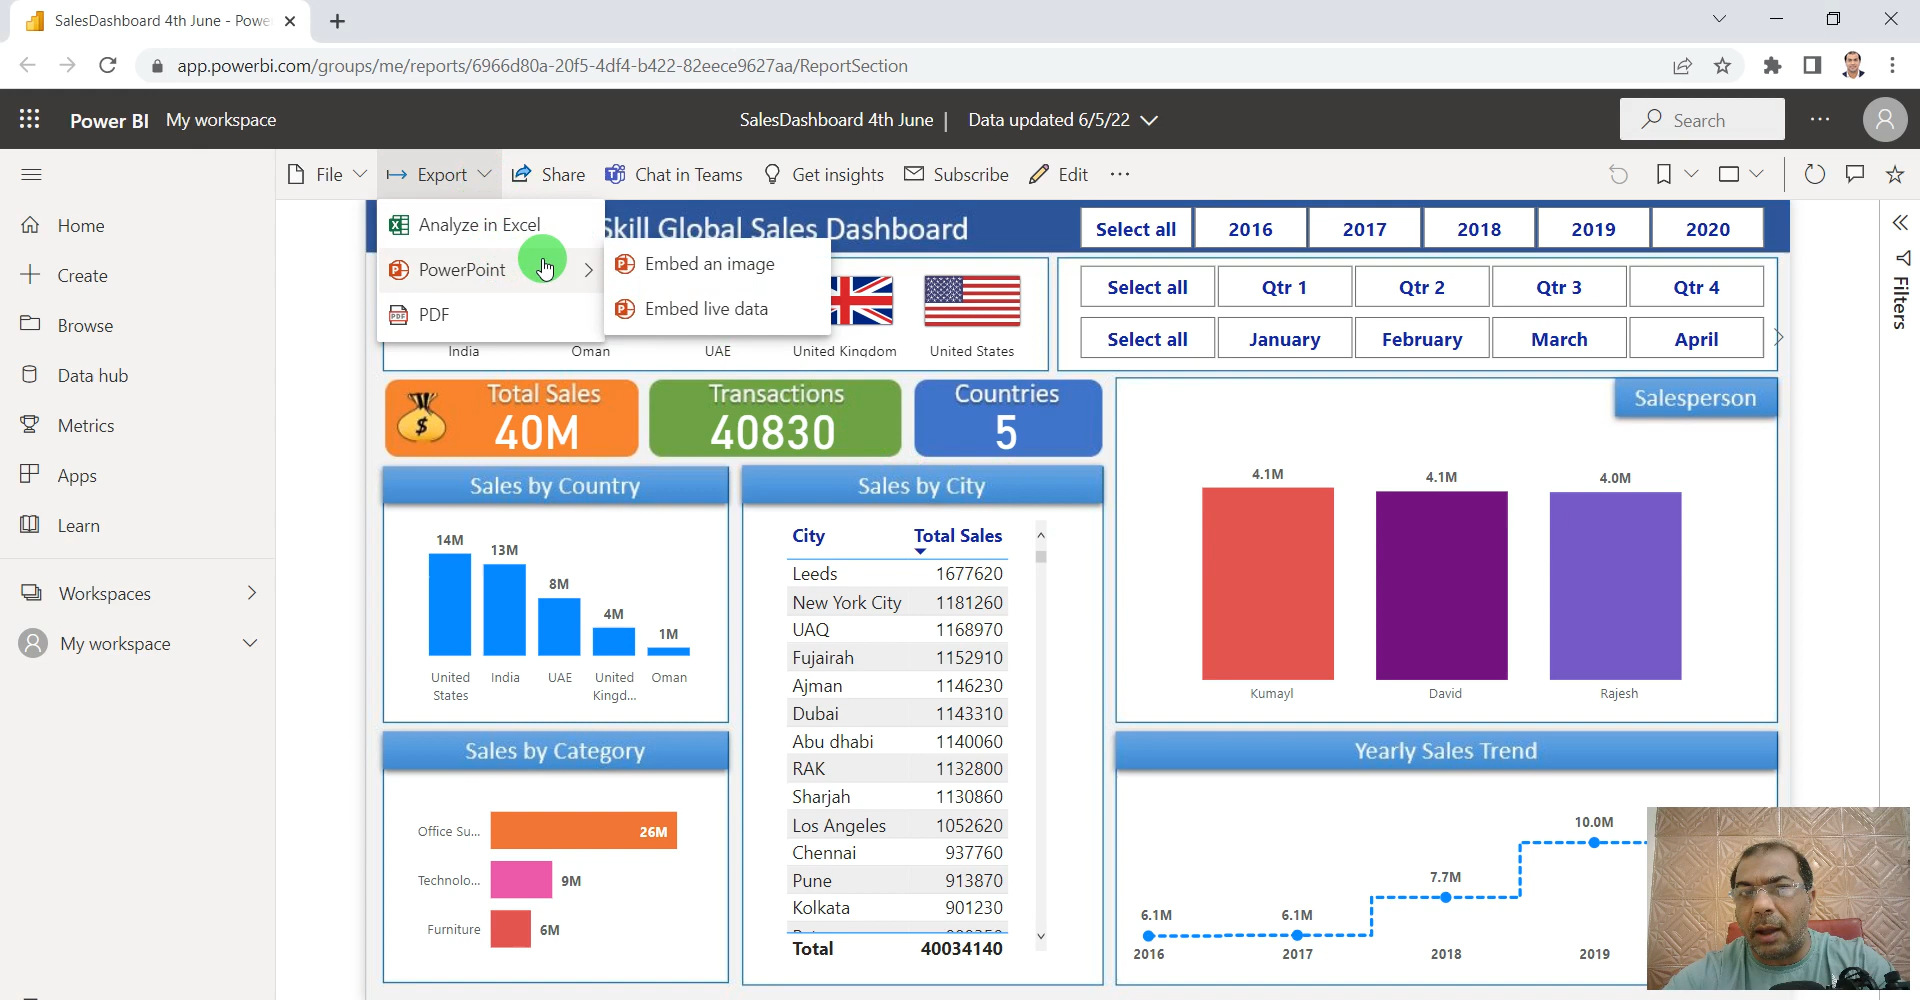 SalesDashboard 4th June - Powe
app.powerbi.com/groups/me/reports/6966d80a-20f5-4df4-b422-82eece9627aa/ReportSection
Power BI My workspace
SalesDashboard 4th June | Data updated 6/5/22
Search
File Export Share Chat in Teams Get insights Subscribe Edit
Home
Create
Browse
Data hub
Metrics
Apps
Learn
Workspaces
My workspace
Analyze in Excel
PowerPoint
PDF
Embed an image
Embed live data
Skill Global Sales Dashboard
Select all 2016 2017 2018 2019 2020
Select all Qtr 1 Qtr 2 Qtr 3 Qtr 4
Select all January February March April
India Oman UAE United Kingdom United States
Filters
Total Sales
40M
Transactions
40830
Countries
5
Salesperson
4.1M 4.1M 4.0M
Kumayl David Rajesh
Sales by Country
14M 13M 8M 4M 1M
United States India UAE United Kingd... Oman
Sales by City
City Total Sales
Leeds 1677620
New York City 1181260
UAQ 1168970
Fujairah 1152910
Ajman 1146230
Dubai 1143310
Abu dhabi 1140060
RAK 1132800
Sharjah 1130860
Los Angeles 1052620
Chennai 937760
Pune 913870
Kolkata 901230
Total 40034140
Sales by Category
Office Su... 26M
Technolo... 9M
Furniture 6M
Yearly Sales Trend
6.1M 6.1M 7.7M 10.0M
2016 2017 2018 2019